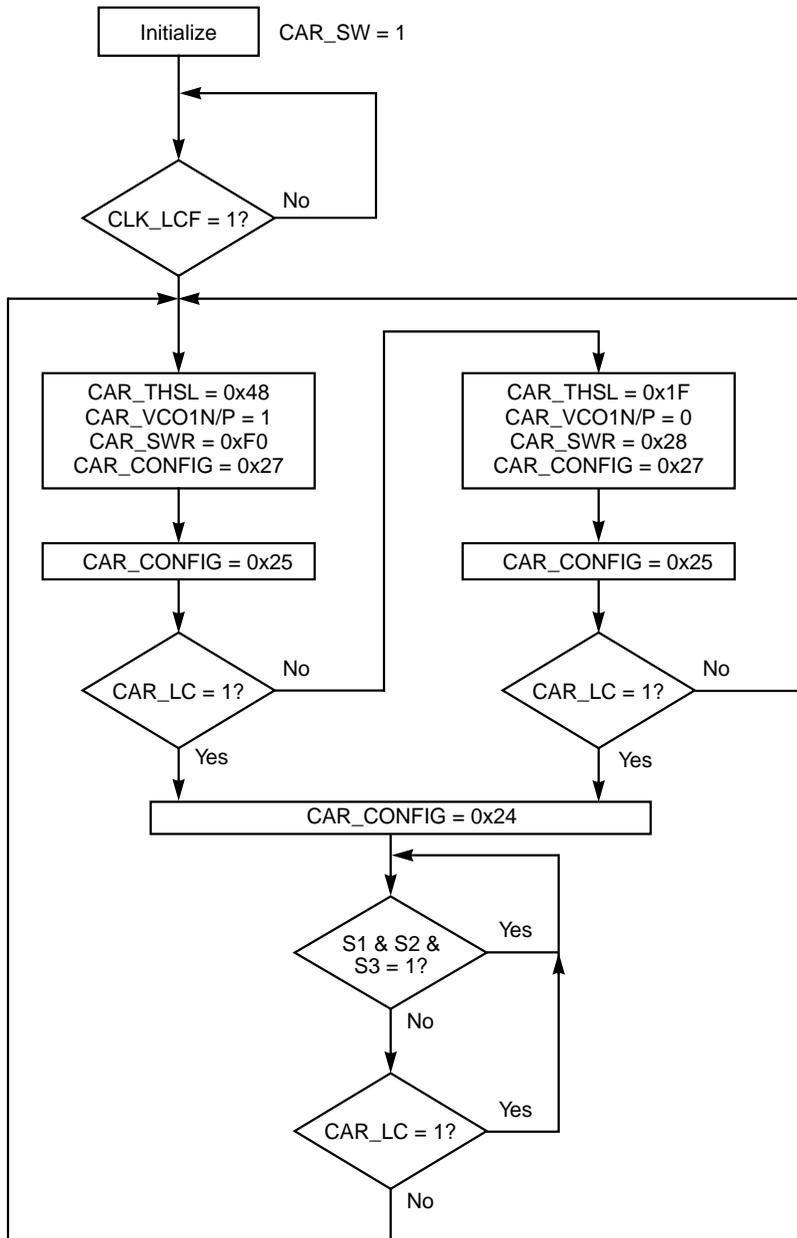 Initialize
CAR_SW = 1
CLK_LCF = 1?
No
CAR_THSL = 0x48
CAR_VCO1N/P = 1
CAR_SWR = 0xF0
CAR_CONFIG = 0x27
CAR_THSL = 0x1F
CAR_VCO1N/P = 0
CAR_SWR = 0x28
CAR_CONFIG = 0x27
CAR_CONFIG = 0x25
CAR_CONFIG = 0x25
CAR_LC = 1?
No
Yes
CAR_LC = 1?
No
Yes
CAR_CONFIG = 0x24
S1 & S2 &
S3 = 1?
Yes
No
CAR_LC = 1?
Yes
No